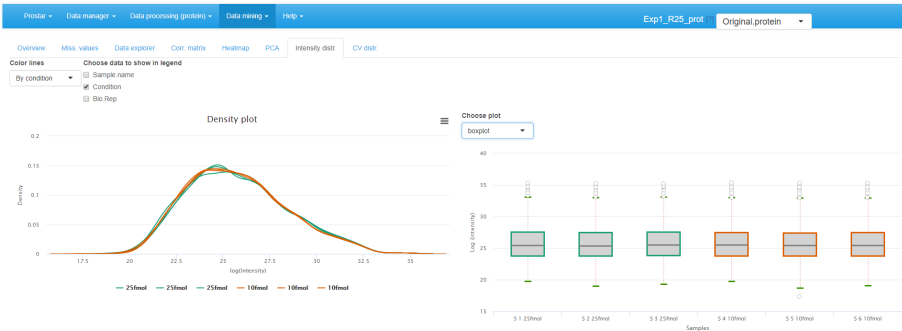 Prostar Data manager Data processing (protein) Data mining Help Exp1_R25_prot [?] Original.protein
Overview Miss. values Data explorer Corr. matrix Heatmap PCA Intensity distr. CV distr.
Color lines Choose data to show in legend
By condition
Sample.name
Condition
Bio.Rep
Density plot
0.2
0.15
0.1
0.05
0
Density
17.5 20 22.5 25 27.5 30 32.5 35
log(Intensity)
25fmol 25fmol 25fmol 10fmol 10fmol 10fmol
Choose plot
boxplot
40
35
30
25
20
15
Log (intensity)
S 1 25fmol S 2 25fmol S 3 25fmol S 4 10fmol S 5 10fmol S 6 10fmol
Samples